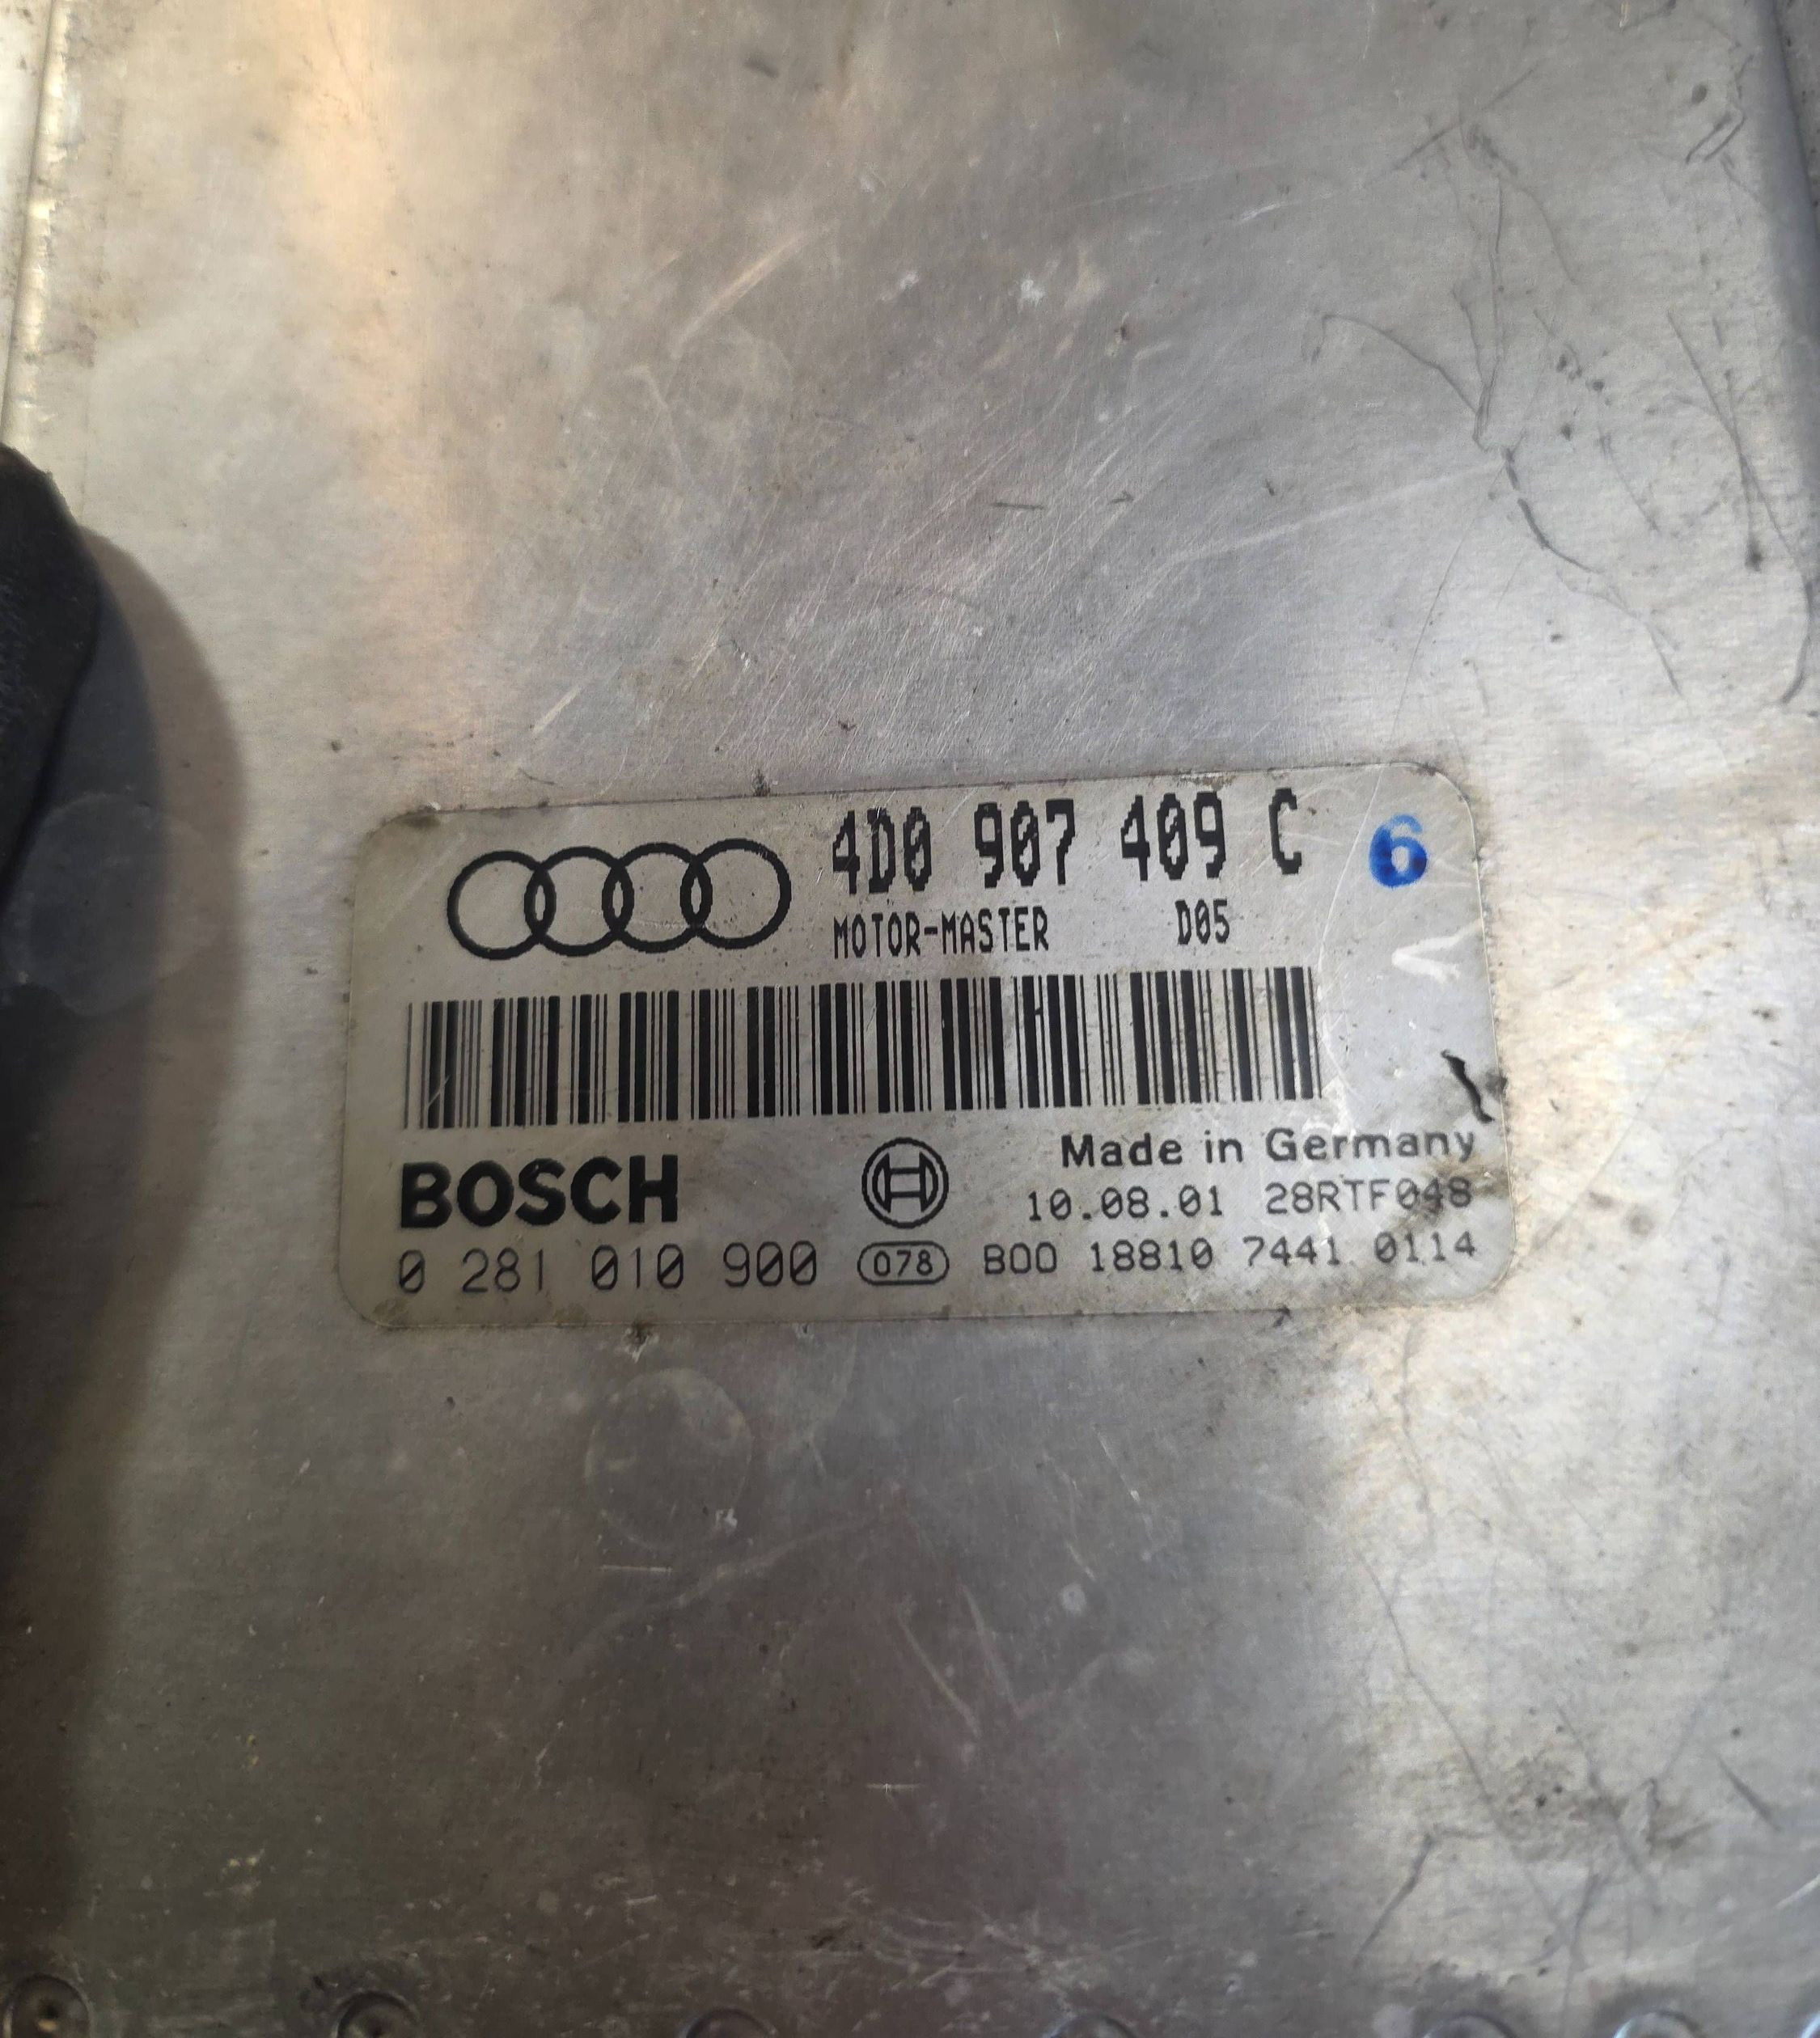 4D0 907 409 C 6
MOTOR-MASTER D05
Made in Germany
BOSCH 10.08.01 28RTF048
0 281 010 900 078 B00 18810 7441 0114